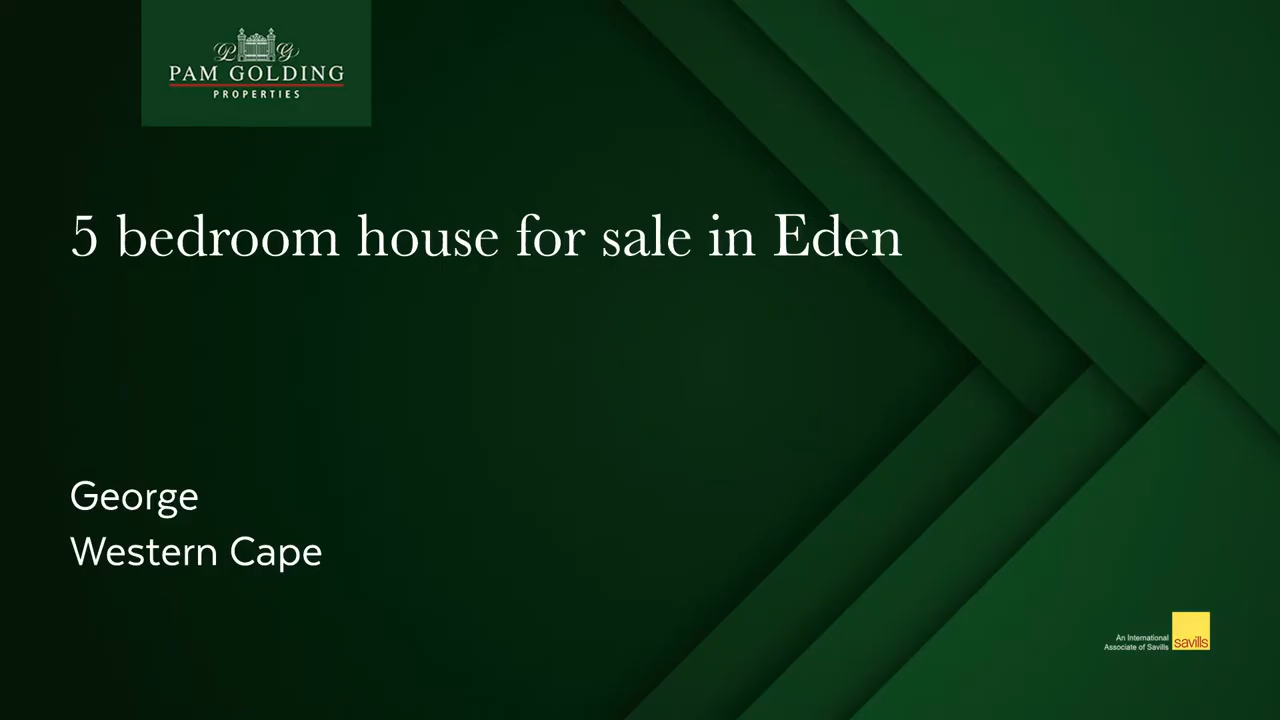 PG
PAM GOLDING
PROPERTIES
5 bedroom house for sale in Eden
George
Western Cape
An International
Associate of Savills
savills